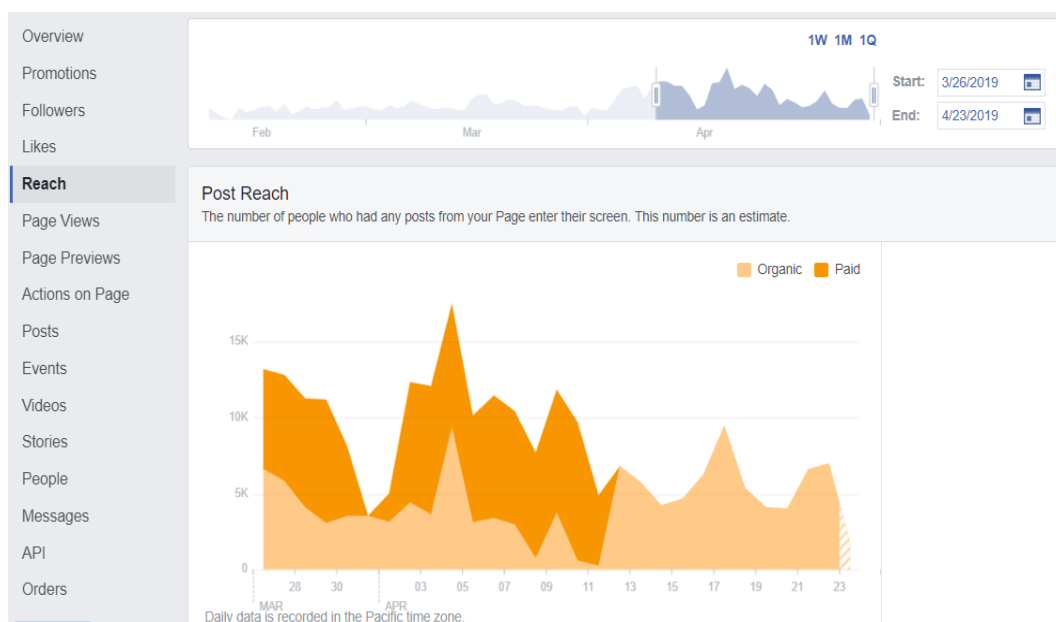 Overview
Promotions
Followers
Likes
Reach
Page Views
Page Previews
Actions on Page
Posts
Events
Videos
Stories
People
Messages
API
Orders
1W 1M 1Q
Start: 3/26/2019
End: 4/23/2019
Feb Mar Apr
Post Reach
The number of people who had any posts from your Page enter their screen. This number is an estimate.
Organic Paid
15K
10K
5K
0
28 30 03 05 07 09 11 13 15 17 19 21 23
MAR APR
Daily data is recorded in the Pacific time zone.